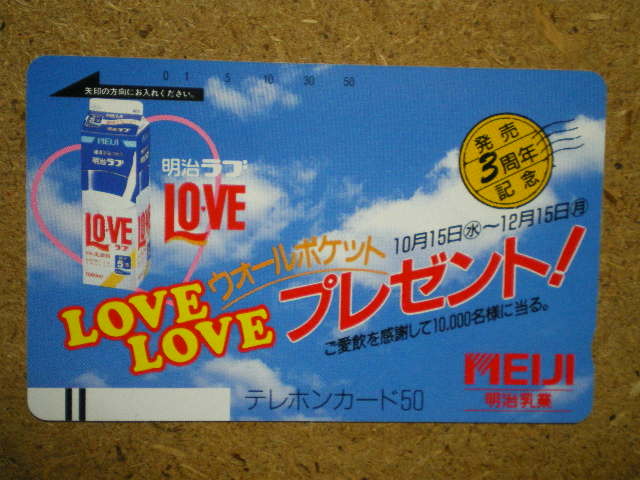 0 1 5 10 30 50
矢印の方向にお入れください。
MEIJI
明治ラブ
LO・VE
ラブ
明治ラブ
LO・VE
発売
3周年
記念
10月15日㊌〜12月15日㊊
LOVE LOVE
ウォールポケット
プレゼント!
ご愛飲を感謝して10,000名様に当る。
MEIJI
明治乳業
テレホンカード50